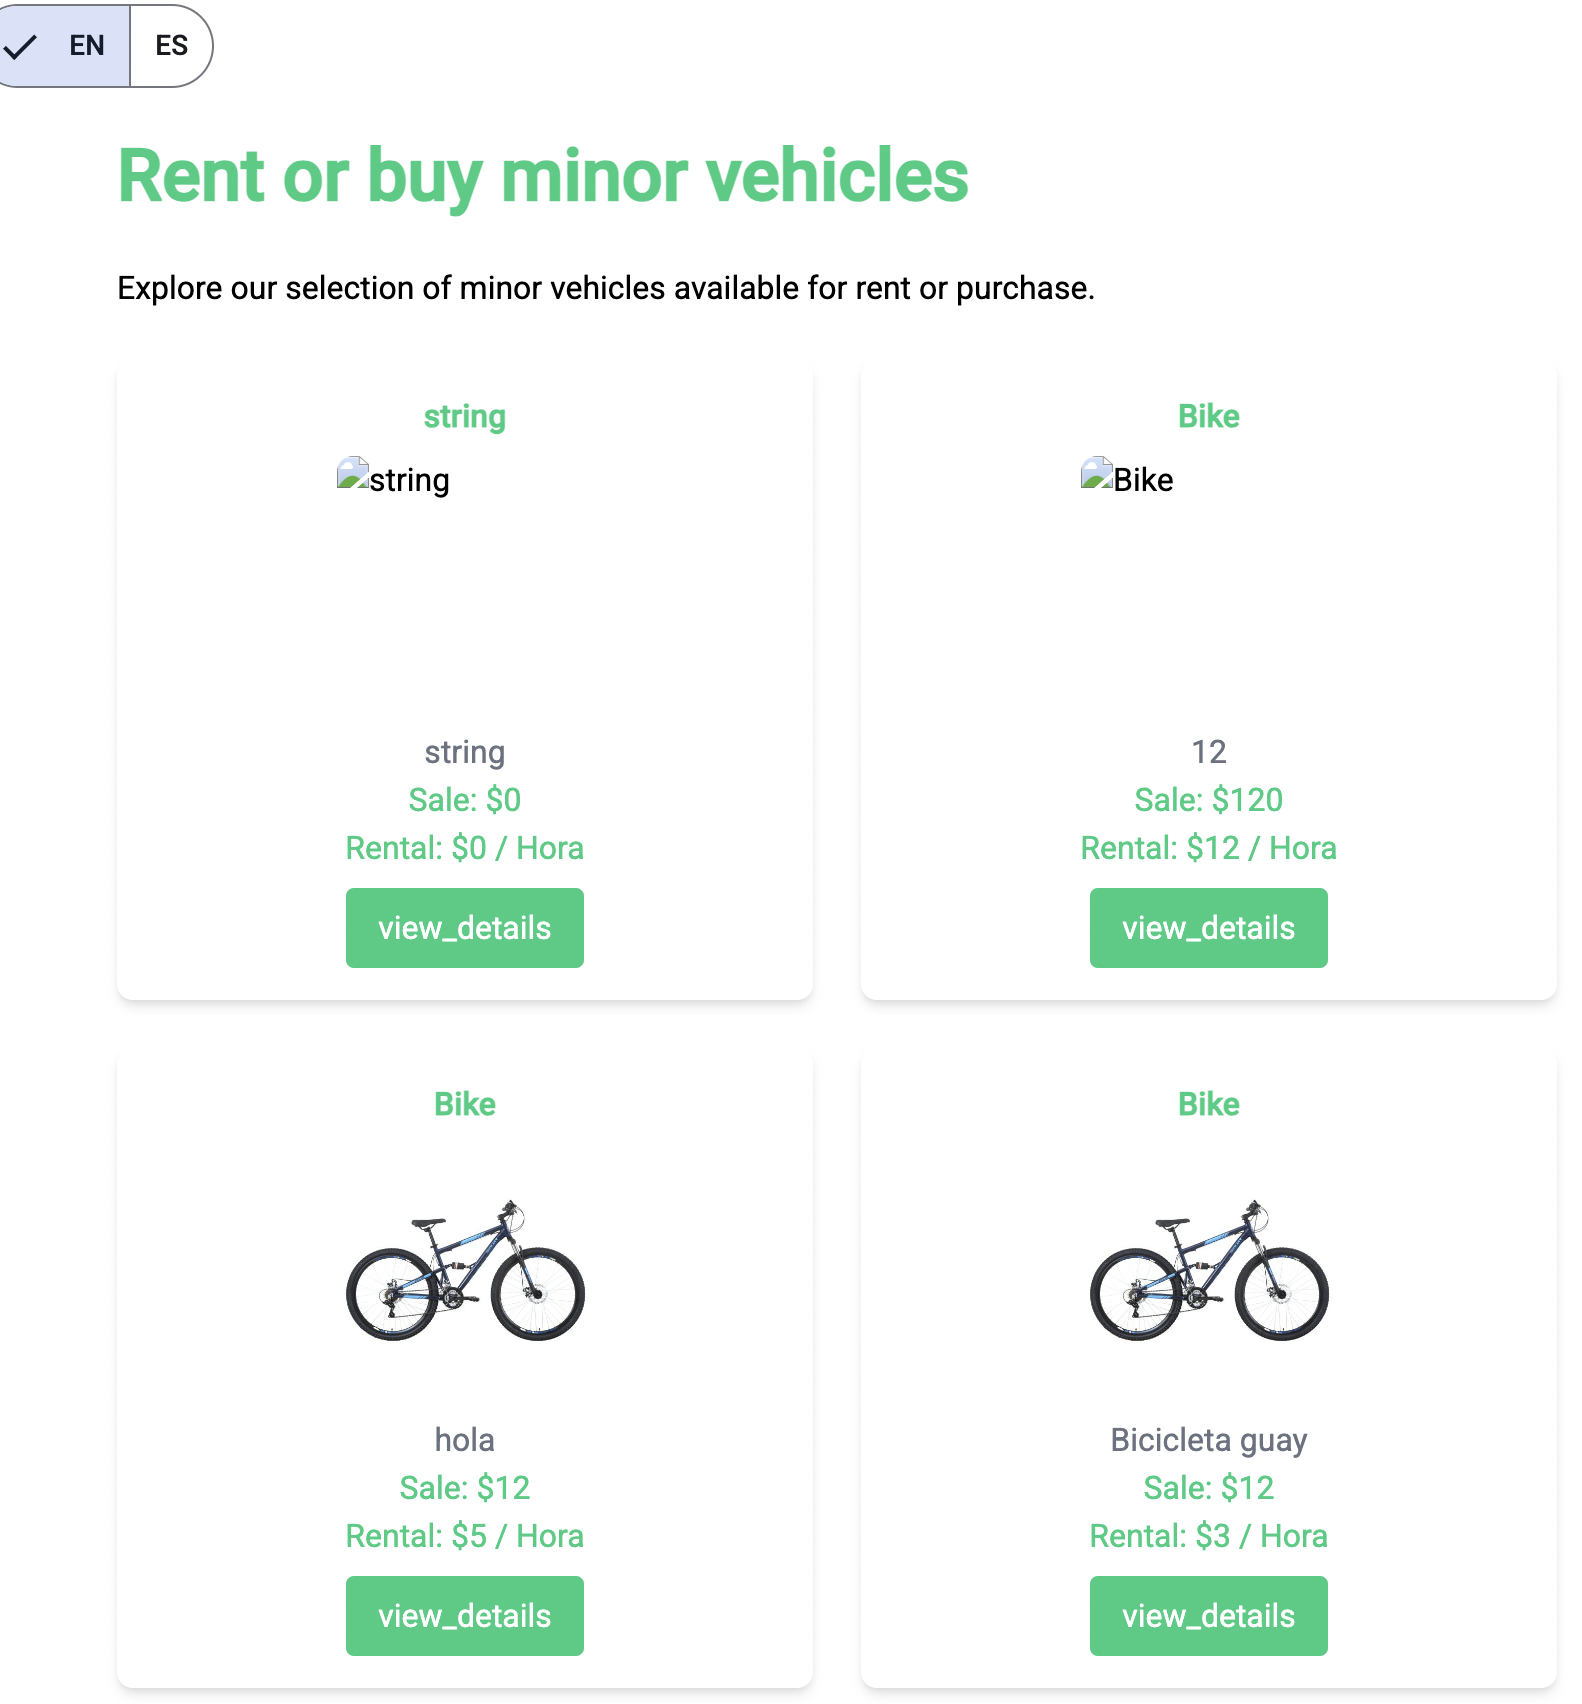 EN ES
Rent or buy minor vehicles
Explore our selection of minor vehicles available for rent or purchase.
string
string
string
Sale: $0
Rental: $0 / Hora
view_details
Bike
Bike
12
Sale: $120
Rental: $12 / Hora
view_details
Bike
hola
Sale: $12
Rental: $5 / Hora
view_details
Bike
Bicicleta guay
Sale: $12
Rental: $3 / Hora
view_details